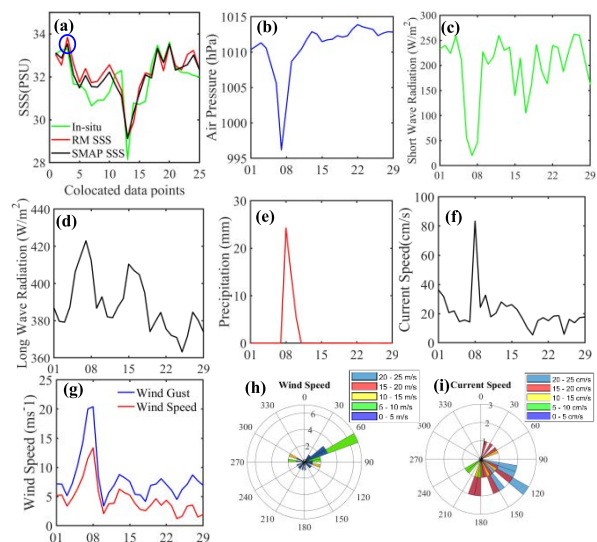 (a)
SSS(PSU)
34
32
30
28
In-situ
RM SSS
SMAP SSS
0 5 10 15 20 25
Colocated data points
(b)
Air Pressure (hPa)
1015
1010
1005
1000
995
01 08 15 22 29
(c)
Short Wave Radiation (W/m²)
300
250
200
150
100
50
0
01 08 15 22 29
(d)
Long Wave Radiation (W/m²)
440
420
400
380
360
01 08 15 22 29
(e)
Precipitation (mm)
30
20
10
0
01 08 15 22 29
(f)
Current Speed(cm/s)
100
80
60
40
20
0
01 08 15 22 29
(g)
Wind Speed (ms⁻¹)
25
20
15
10
5
0
Wind Gust
Wind Speed
01 08 15 22 29
(h)
Wind Speed
20 - 25 m/s
15 - 20 m/s
10 - 15 m/s
5 - 10 m/s
0 - 5 m/s
0
30
60
90
120
150
180
210
240
270
300
330
2
4
6
(i)
Current Speed
20 - 25 cm/s
15 - 20 cm/s
10 - 15 cm/s
5 - 10 cm/s
0 - 5 cm/s
0
30
60
90
120
150
180
210
240
270
300
330
2
3